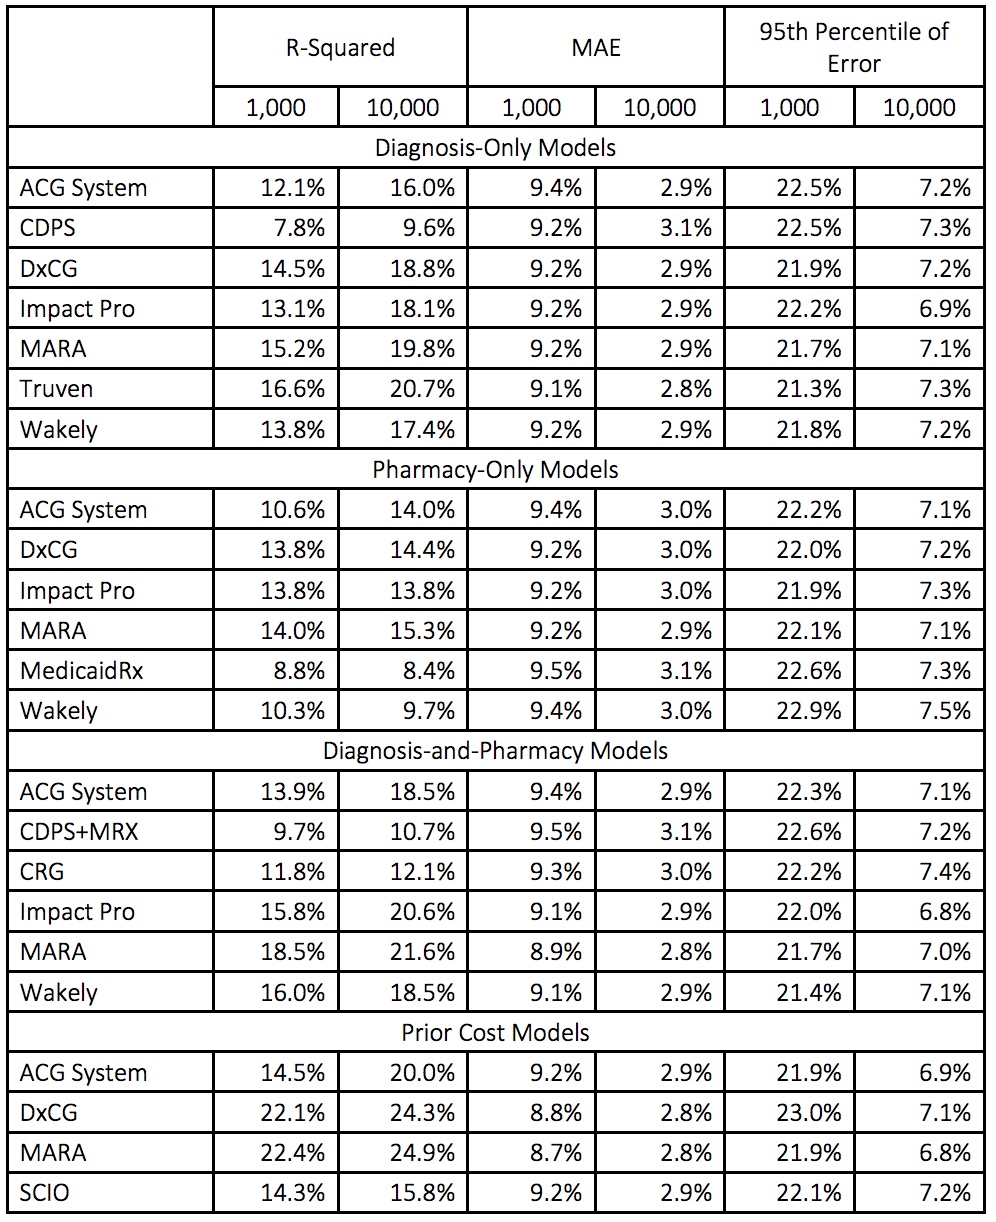 R-Squared MAE 95th Percentile of
Error
1,000 10,000 1,000 10,000 1,000 10,000
Diagnosis-Only Models
ACG System 12.1% 16.0% 9.4% 2.9% 22.5% 7.2%
CDPS 7.8% 9.6% 9.2% 3.1% 22.5% 7.3%
DxCG 14.5% 18.8% 9.2% 2.9% 21.9% 7.2%
Impact Pro 13.1% 18.1% 9.2% 2.9% 22.2% 6.9%
MARA 15.2% 19.8% 9.2% 2.9% 21.7% 7.1%
Truven 16.6% 20.7% 9.1% 2.8% 21.3% 7.3%
Wakely 13.8% 17.4% 9.2% 2.9% 21.8% 7.2%
Pharmacy-Only Models
ACG System 10.6% 14.0% 9.4% 3.0% 22.2% 7.1%
DxCG 13.8% 14.4% 9.2% 3.0% 22.0% 7.2%
Impact Pro 13.8% 13.8% 9.2% 3.0% 21.9% 7.3%
MARA 14.0% 15.3% 9.2% 2.9% 22.1% 7.1%
MedicaidRx 8.8% 8.4% 9.5% 3.1% 22.6% 7.3%
Wakely 10.3% 9.7% 9.4% 3.0% 22.9% 7.5%
Diagnosis-and-Pharmacy Models
ACG System 13.9% 18.5% 9.4% 2.9% 22.3% 7.1%
CDPS+MRX 9.7% 10.7% 9.5% 3.1% 22.6% 7.2%
CRG 11.8% 12.1% 9.3% 3.0% 22.2% 7.4%
Impact Pro 15.8% 20.6% 9.1% 2.9% 22.0% 6.8%
MARA 18.5% 21.6% 8.9% 2.8% 21.7% 7.0%
Wakely 16.0% 18.5% 9.1% 2.9% 21.4% 7.1%
Prior Cost Models
ACG System 14.5% 20.0% 9.2% 2.9% 21.9% 6.9%
DxCG 22.1% 24.3% 8.8% 2.8% 23.0% 7.1%
MARA 22.4% 24.9% 8.7% 2.8% 21.9% 6.8%
SCIO 14.3% 15.8% 9.2% 2.9% 22.1% 7.2%